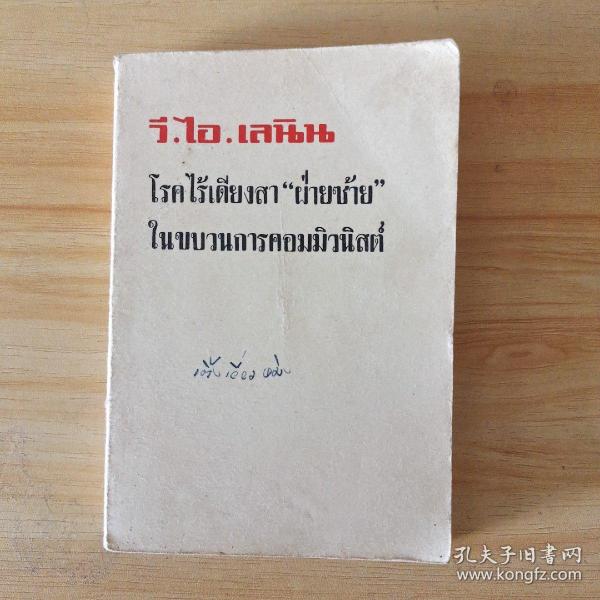 วี.ไอ.เลนิน
โรคไร้เดียงสา “ฝ่ายซ้าย”
ในขบวนการคอมมิวนิสต์
孔夫子旧书网
www.kongfz.com